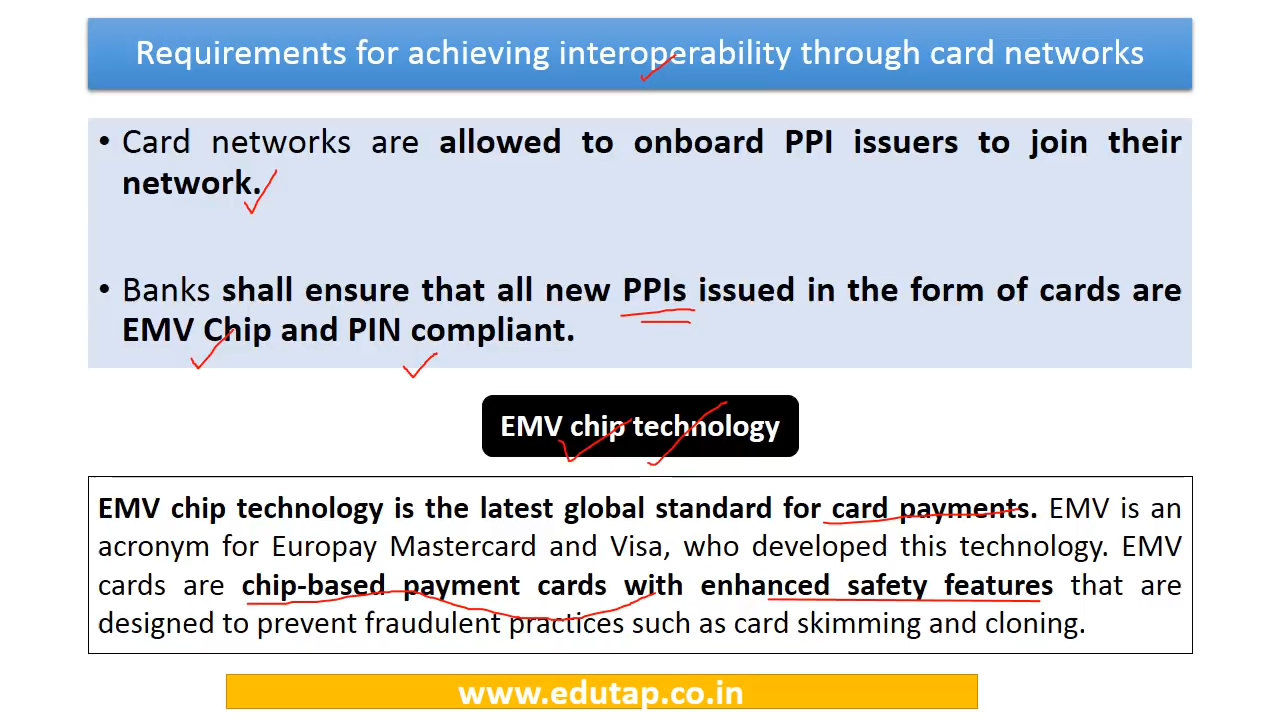 Requirements for achieving interoperability through card networks
• Card networks are allowed to onboard PPI issuers to join their
network.
• Banks shall ensure that all new PPIs issued in the form of cards are
EMV Chip and PIN compliant.
EMV chip technology
EMV chip technology is the latest global standard for card payments. EMV is an
acronym for Europay Mastercard and Visa, who developed this technology. EMV
cards are chip-based payment cards with enhanced safety features that are
designed to prevent fraudulent practices such as card skimming and cloning.
www.edutap.co.in